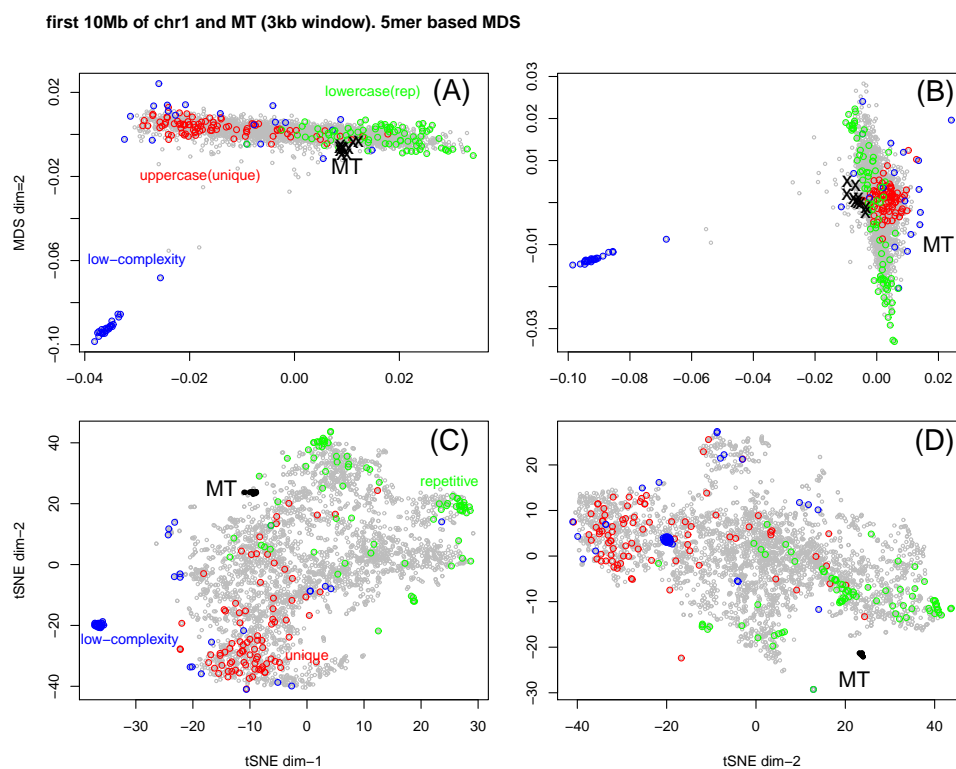 first 10Mb of chr1 and MT (3kb window). 5mer based MDS
(A)
lowercase(rep)
uppercase(unique)
MT
low−complexity
MDS dim=2
0.02
0.00
−0.02
−0.06
−0.10
−0.04
−0.02
0.00
0.02
(B)
MT
0.03
0.01
−0.01
−0.03
−0.10
−0.08
−0.06
−0.04
−0.02
0.00
0.02
(C)
MT
repetitive
low−complexity
unique
tSNE dim−2
40
20
0
−20
−40
−30
−20
−10
0
10
20
30
tSNE dim−1
(D)
MT
20
10
0
−10
−20
−30
−40
−20
0
20
40
tSNE dim−2